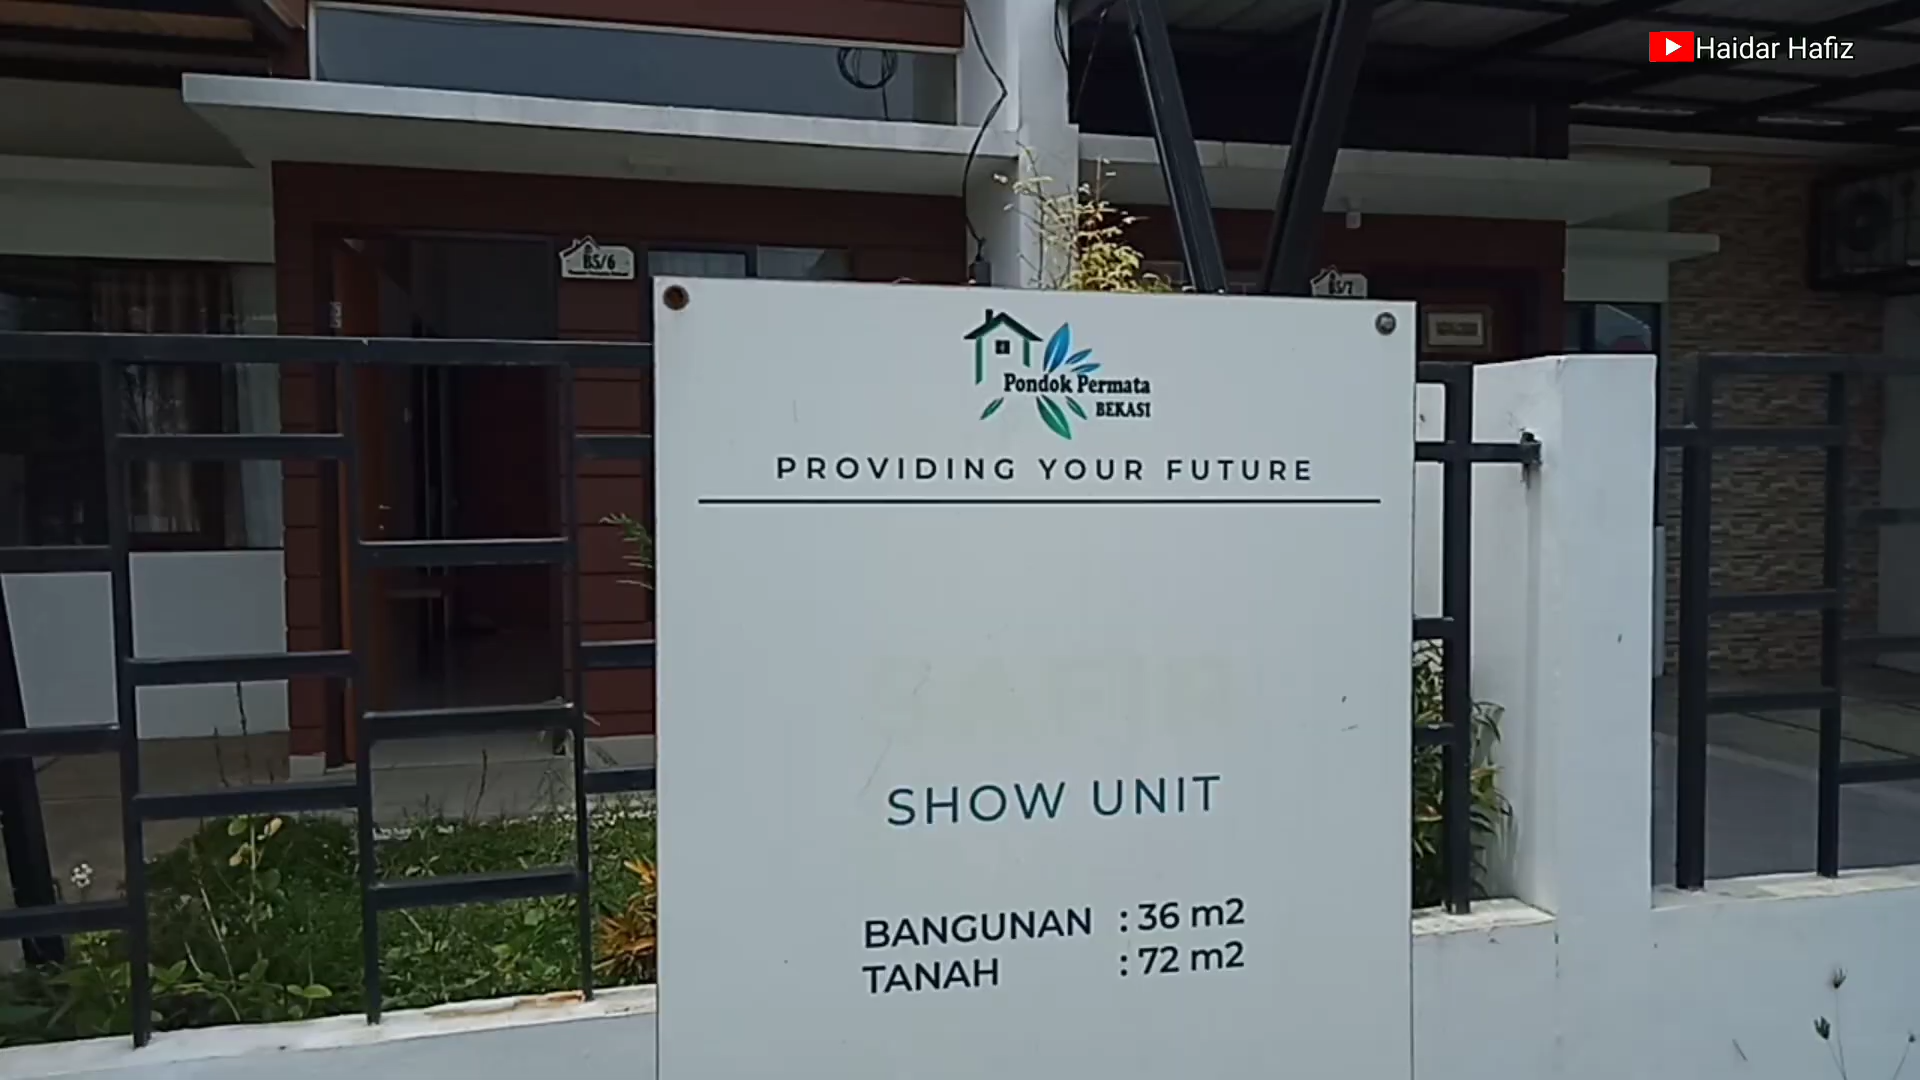 Haidar Hafiz
B5/6
B5/7
Pondok Permata
BEKASI
PROVIDING YOUR FUTURE
SHOW UNIT
BANGUNAN : 36 m2
TANAH : 72 m2